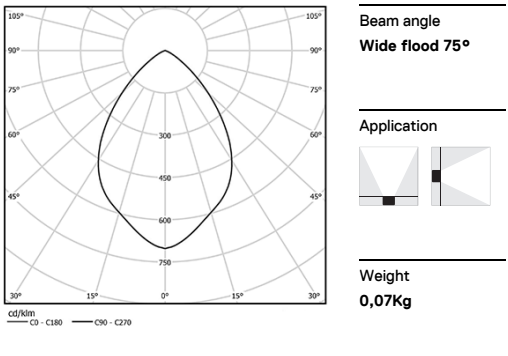 105°
105°
90°
90°
75°
75°
60°
60°
45°
45°
300
450
600
750
30°
15°
0°
15°
30°
cd/klm
C0 - C180
C90 - C270
Beam angle
Wide flood 75°
Application
Weight
0,07Kg